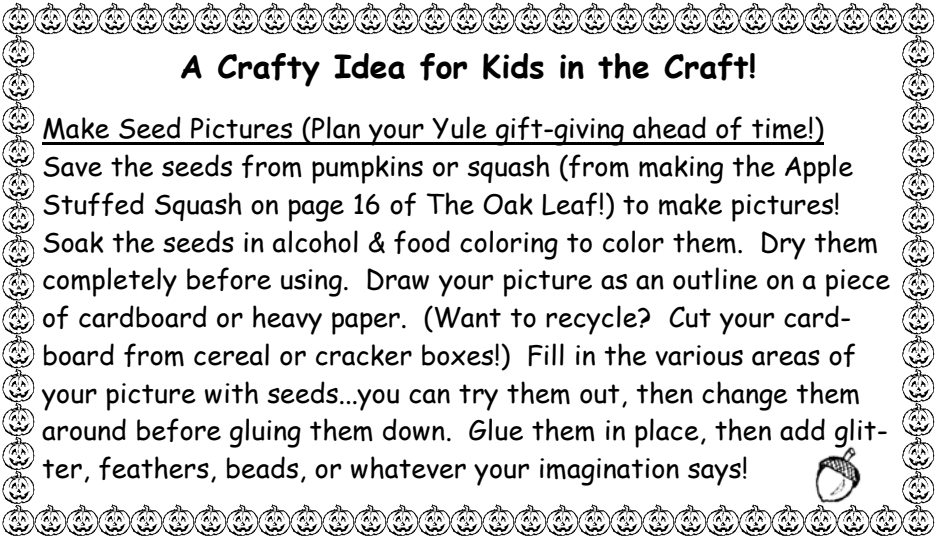 A Crafty Idea for Kids in the Craft!
Make Seed Pictures (Plan your Yule gift-giving ahead of time!)
Save the seeds from pumpkins or squash (from making the Apple
Stuffed Squash on page 16 of The Oak Leaf!) to make pictures!
Soak the seeds in alcohol & food coloring to color them.  Dry them
completely before using.  Draw your picture as an outline on a piece
of cardboard or heavy paper.  (Want to recycle?  Cut your card-
board from cereal or cracker boxes!)  Fill in the various areas of
your picture with seeds...you can try them out, then change them
around before gluing them down.  Glue them in place, then add glit-
ter, feathers, beads, or whatever your imagination says!